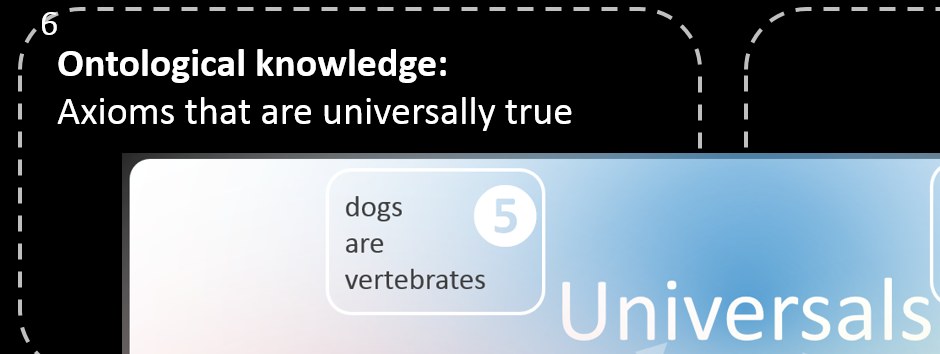 6
Ontological knowledge:
Axioms that are universally true
dogs
are
vertebrates
5
Universals